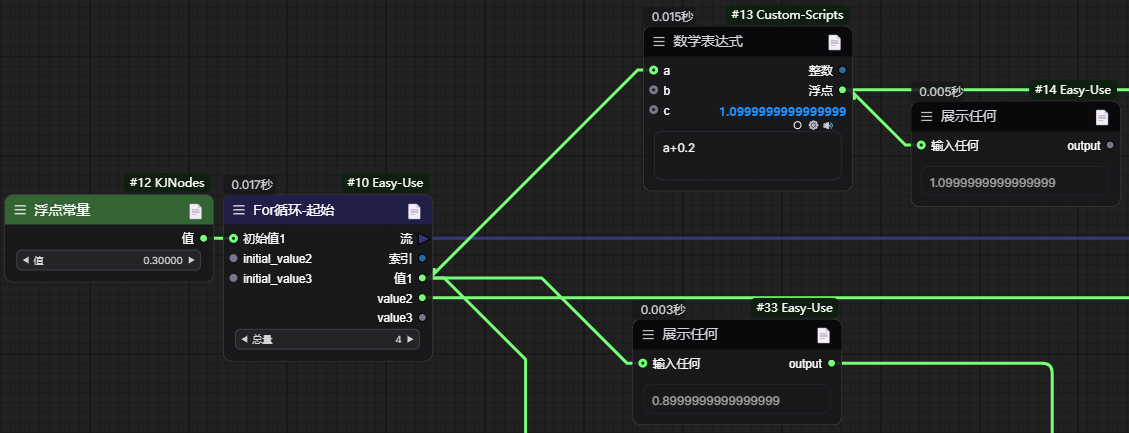 0.015秒
#13 Custom-Scripts
数学表达式
a
整数
b
浮点
c
1.0999999999999999
a+0.2
0.005秒
#14 Easy-Use
展示任何
输入任何
output
1.0999999999999999
#12 KJNodes
浮点常量
值
值
0.30000
0.017秒
#10 Easy-Use
For循环-起始
初始值1
流
initial_value2
索引
initial_value3
值1
value2
value3
总量
4
0.003秒
#33 Easy-Use
展示任何
输入任何
output
0.8999999999999999